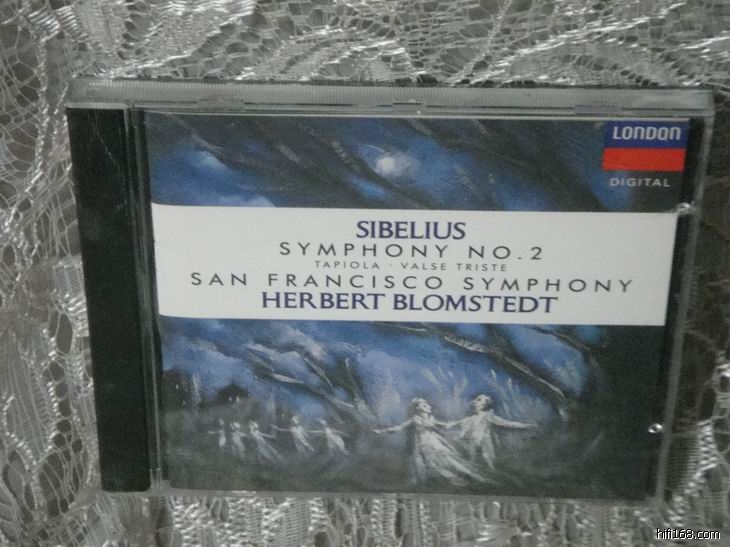 LONDON
DIGITAL
SIBELIUS
SYMPHONY NO.2
TAPIOLA · VALSE TRISTE
SAN FRANCISCO SYMPHONY
HERBERT BLOMSTEDT
hifi168.com